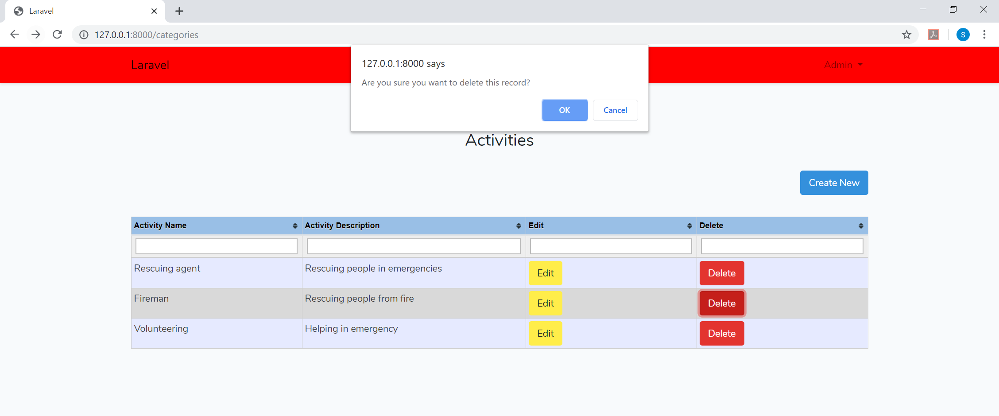 Laravel
127.0.0.1:8000/categories
S
127.0.0.1:8000 says
Are you sure you want to delete this record?
OK Cancel
Laravel Admin
Activities
Create New
Activity Name Activity Description Edit Delete
Rescuing agent Rescuing people in emergencies Edit Delete
Fireman Rescuing people from fire Edit Delete
Volunteering Helping in emergency Edit Delete